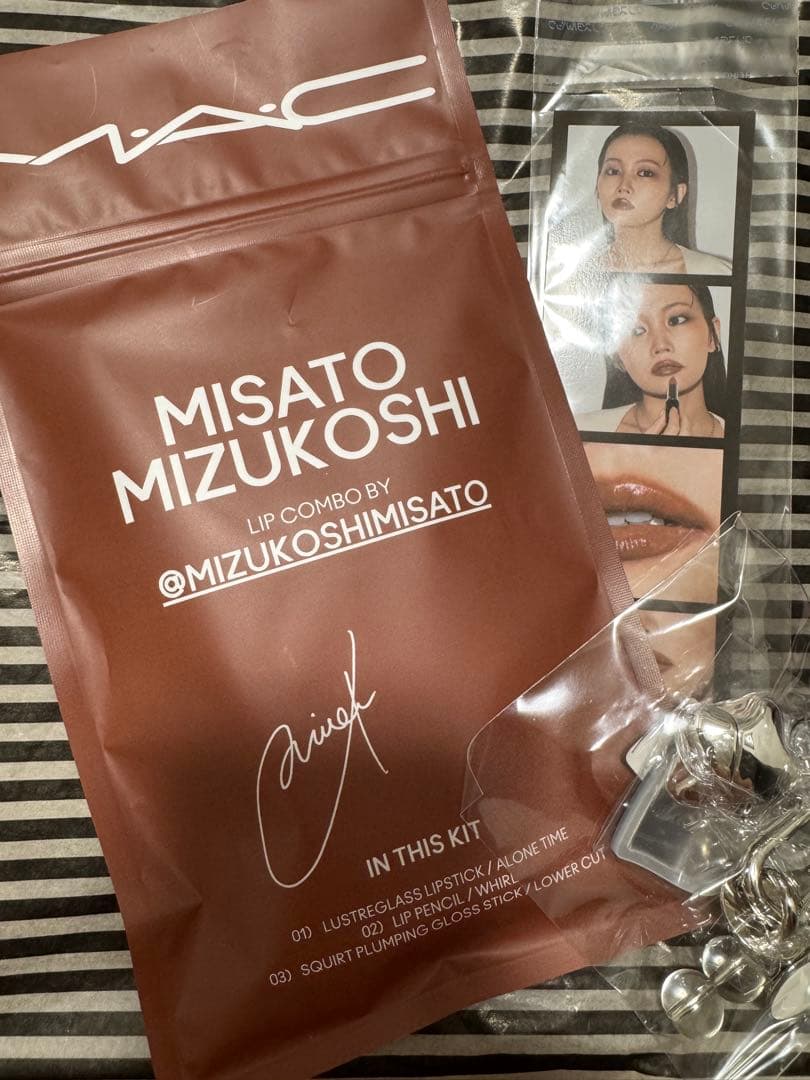 MAC
MISATO
MIZUKOSHI
LIP COMBO BY
@MIZUKOSHIMISATO
IN THIS KIT
01) LUSTREGLASS LIPSTICK / ALONE TIME
02) LIP PENCIL / WHIRL
03) SQUIRT PLUMPING GLOSS STICK / LOWER CUT